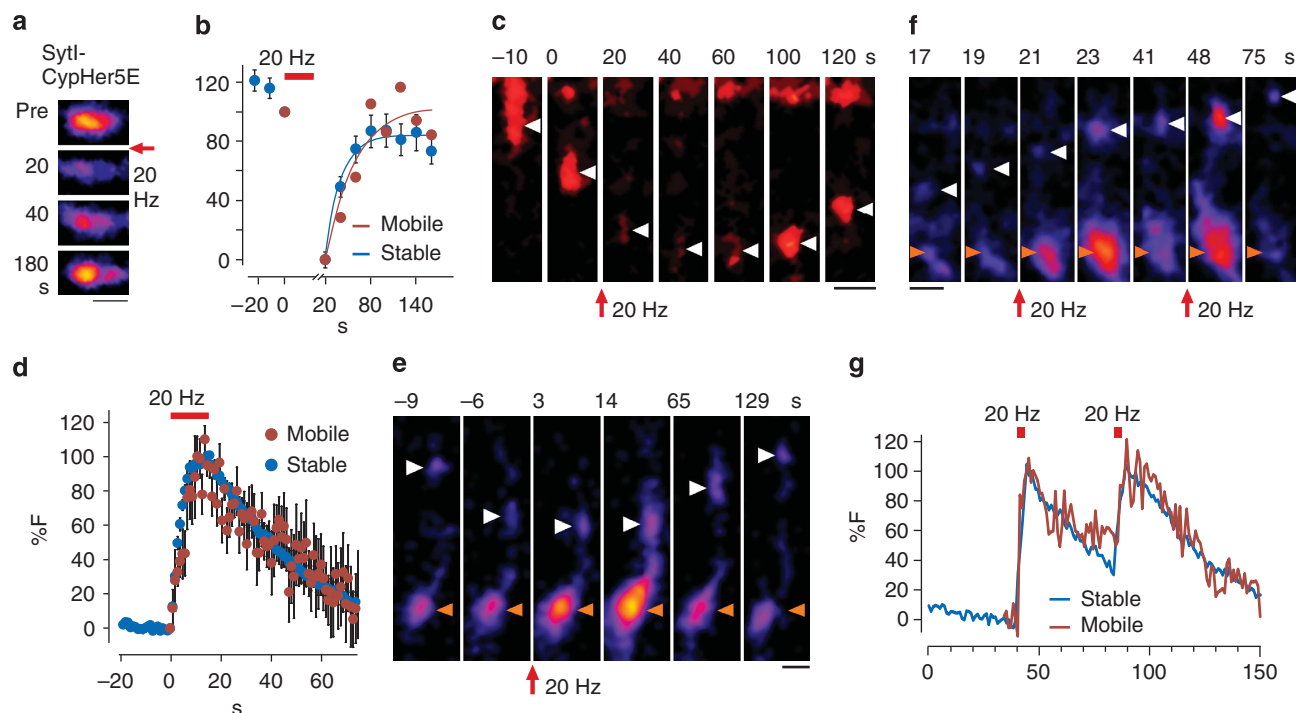 a
SytI-
CypHer5E
Pre
20
20
Hz
40
180
s
b
20 Hz
120
80
40
0
Mobile
Stable
−20 0 20 80 140
s
c
−10 0 20 40 60 100 120 s
20 Hz
f
17 19 21 23 41 48 75 s
20 Hz 20 Hz
d
20 Hz
120
100
80
60
40
20
0
%F
Mobile
Stable
−20 0 20 40 60
s
e
−9 −6 3 14 65 129 s
20 Hz
g
20 Hz 20 Hz
120
100
80
60
40
20
0
%F
Stable
Mobile
0 50 100 150